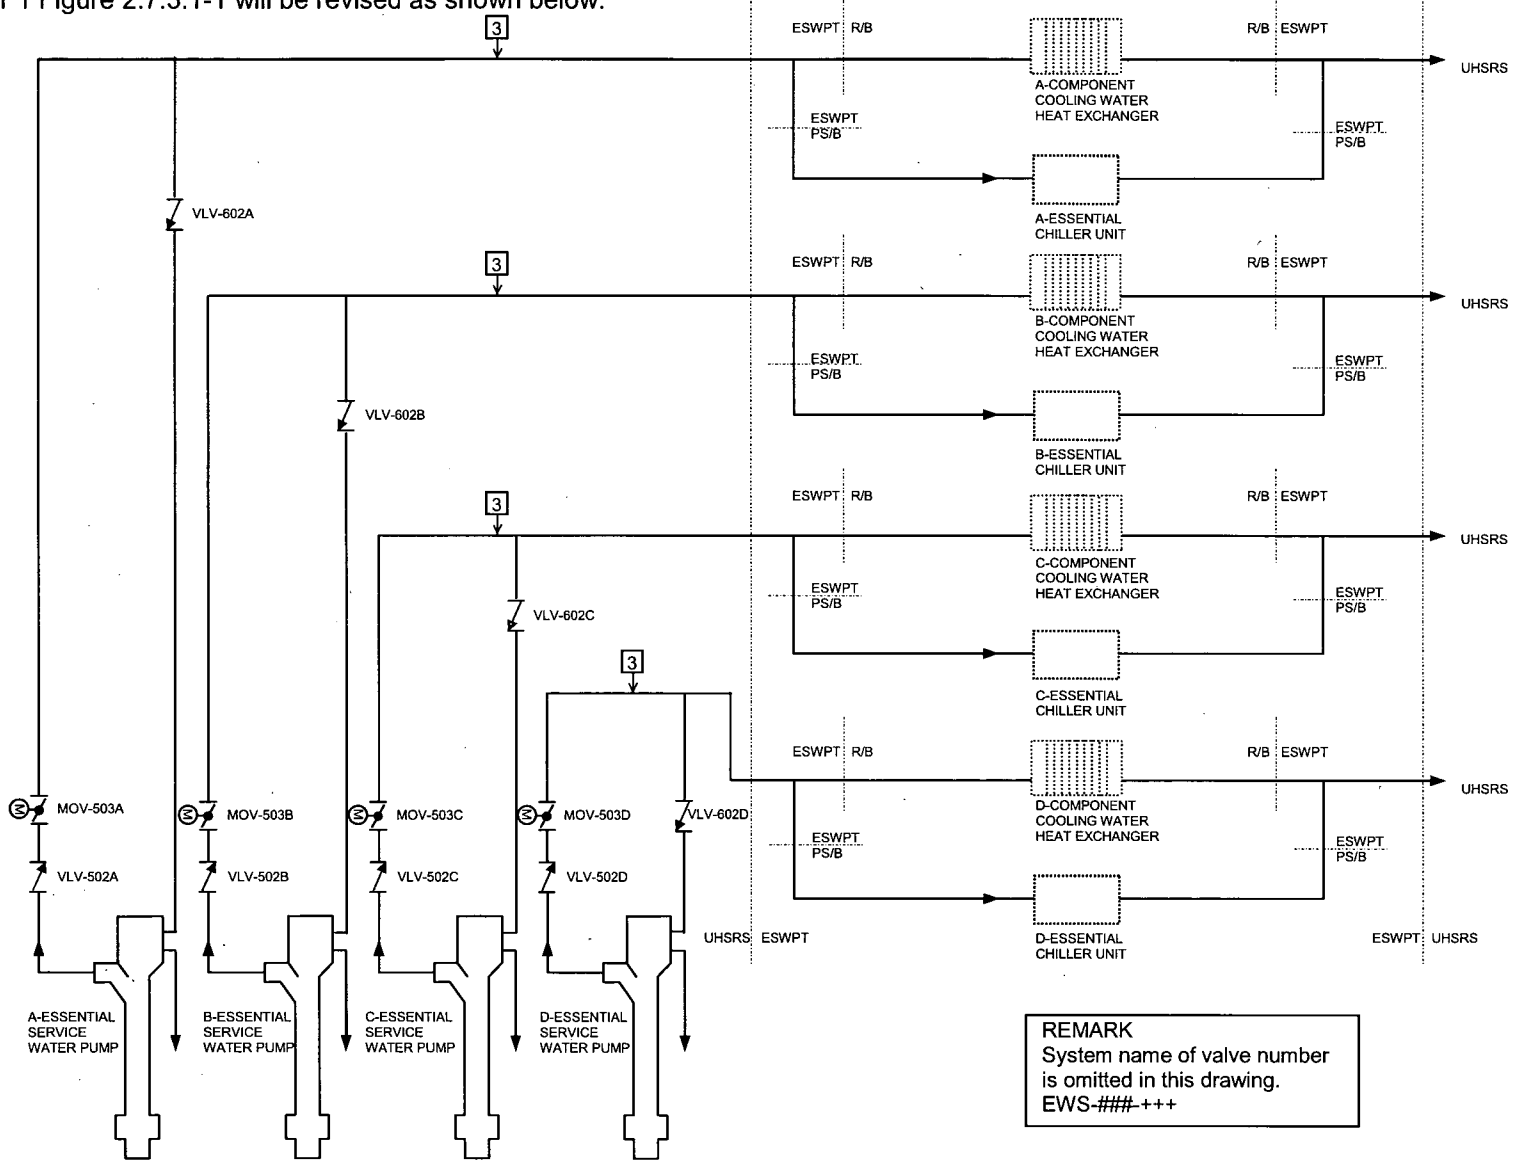 Figure 2.7.3.1-1 will be revised as shown below.
3
ESWPT R/B
R/B ESWPT
UHSRS
A-COMPONENT
COOLING WATER
HEAT EXCHANGER
ESWPT
PS/B
ESWPT
PS/B
A-ESSENTIAL
CHILLER UNIT
VLV-602A
3
ESWPT R/B
R/B ESWPT
UHSRS
B-COMPONENT
COOLING WATER
HEAT EXCHANGER
ESWPT
PS/B
ESWPT
PS/B
B-ESSENTIAL
CHILLER UNIT
VLV-602B
3
ESWPT R/B
R/B ESWPT
UHSRS
C-COMPONENT
COOLING WATER
HEAT EXCHANGER
ESWPT
PS/B
ESWPT
PS/B
C-ESSENTIAL
CHILLER UNIT
VLV-602C
3
ESWPT R/B
R/B ESWPT
UHSRS
D-COMPONENT
COOLING WATER
HEAT EXCHANGER
ESWPT
PS/B
ESWPT
PS/B
D-ESSENTIAL
CHILLER UNIT
M MOV-503A
M MOV-503B
M MOV-503C
M MOV-503D
VLV-602D
VLV-502A
VLV-502B
VLV-502C
VLV-502D
UHSRS ESWPT
ESWPT UHSRS
A-ESSENTIAL
SERVICE
WATER PUMP
B-ESSENTIAL
SERVICE
WATER PUMP
C-ESSENTIAL
SERVICE
WATER PUMP
D-ESSENTIAL
SERVICE
WATER PUMP
REMARK
System name of valve number
is omitted in this drawing.
EWS-###-+++